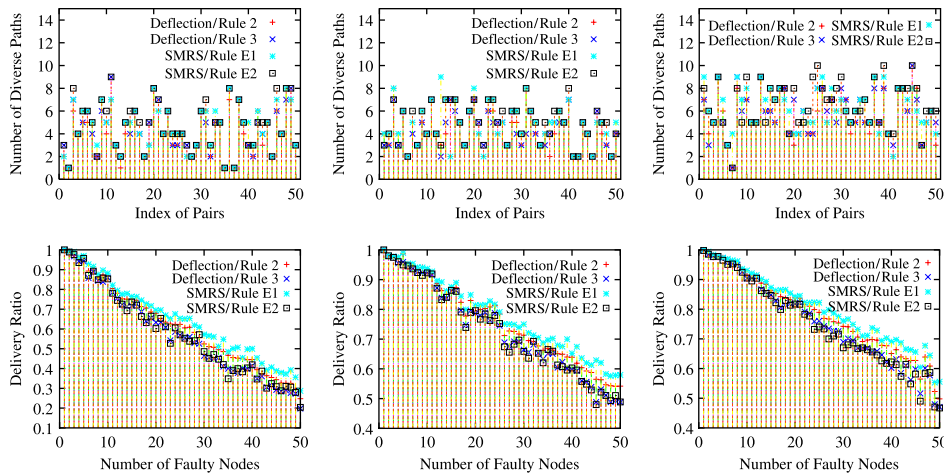 Number of Diverse Paths
14
12
10
8
6
4
2
0
0 10 20 30 40 50
Index of Pairs
Deflection/Rule 2
Deflection/Rule 3
SMRS/Rule E1
SMRS/Rule E2
Number of Diverse Paths
14
12
10
8
6
4
2
0
0 10 20 30 40 50
Index of Pairs
Deflection/Rule 2
Deflection/Rule 3
SMRS/Rule E1
SMRS/Rule E2
Number of Diverse Paths
14
12
10
8
6
4
2
0
0 10 20 30 40 50
Index of Pairs
Deflection/Rule 2 SMRS/Rule E1
Deflection/Rule 3 SMRS/Rule E2
Delivery Ratio
1
0.9
0.8
0.7
0.6
0.5
0.4
0.3
0.2
0.1
0 10 20 30 40 50
Number of Faulty Nodes
Deflection/Rule 2
Deflection/Rule 3
SMRS/Rule E1
SMRS/Rule E2
Delivery Ratio
1
0.9
0.8
0.7
0.6
0.5
0.4
0 10 20 30 40 50
Number of Faulty Nodes
Deflection/Rule 2
Deflection/Rule 3
SMRS/Rule E1
SMRS/Rule E2
Delivery Ratio
1
0.9
0.8
0.7
0.6
0.5
0.4
0 10 20 30 40 50
Number of Faulty Nodes
Deflection/Rule 2
Deflection/Rule 3
SMRS/Rule E1
SMRS/Rule E2